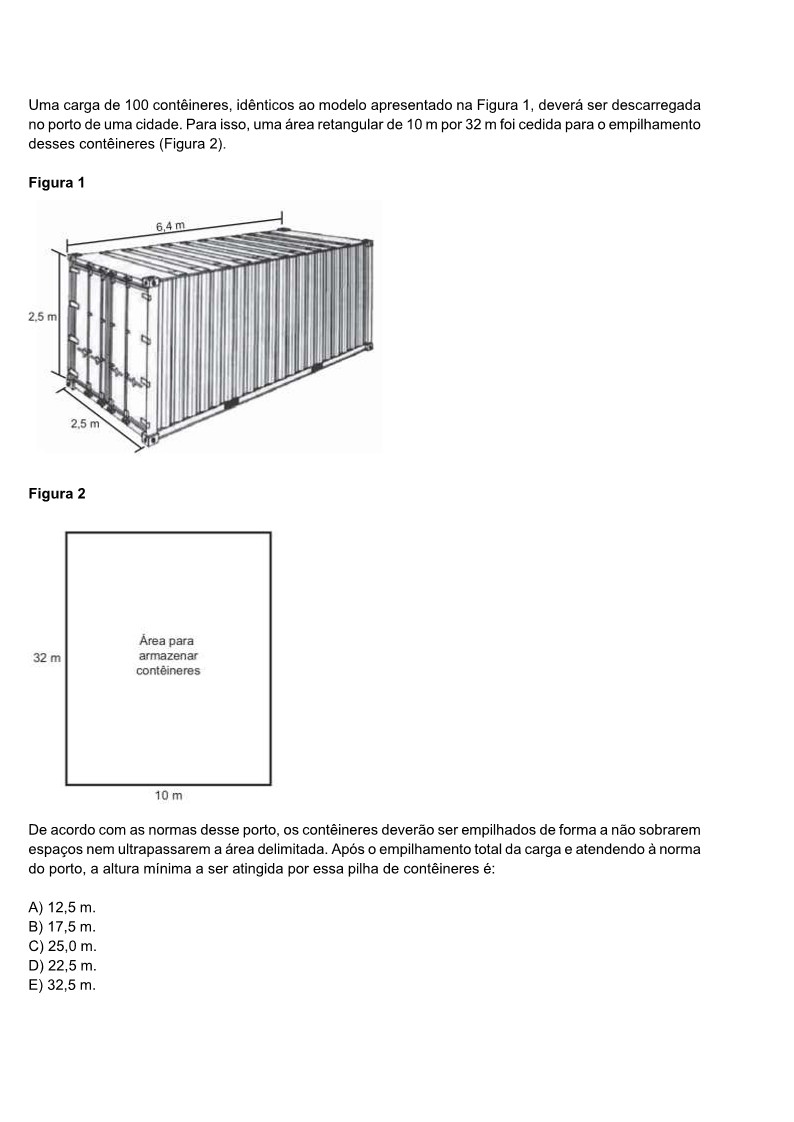 Uma carga de 100 contêineres, idênticos ao modelo apresentado na Figura 1, deverá ser descarregada
no porto de uma cidade. Para isso, uma área retangular de 10 m por 32 m foi cedida para o empilhamento
desses contêineres (Figura 2).
Figura 1
6,4 m
2,5 m
2,5 m
Figura 2
Área para
armazenar
contêineres
32 m
10 m
De acordo com as normas desse porto, os contêineres deverão ser empilhados de forma a não sobrarem
espaços nem ultrapassarem a área delimitada. Após o empilhamento total da carga e atendendo à norma
do porto, a altura mínima a ser atingida por essa pilha de contêineres é:
A) 12,5 m.
B) 17,5 m.
C) 25,0 m.
D) 22,5 m.
E) 32,5 m.